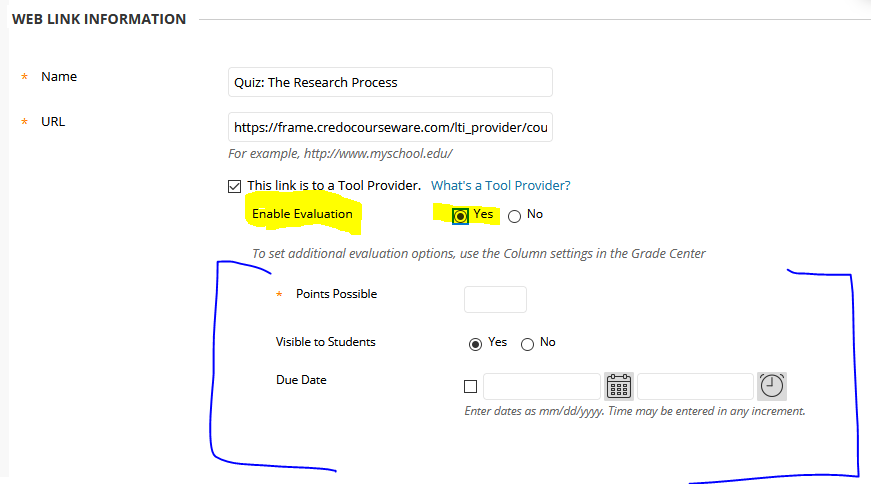 WEB LINK INFORMATION
* Name Quiz: The Research Process
* URL https://frame.credocourseware.com/lti_provider/cou
For example, http://www.myschool.edu/
This link is to a Tool Provider. What's a Tool Provider?
Enable Evaluation Yes No
To set additional evaluation options, use the Column settings in the Grade Center
* Points Possible
Visible to Students Yes No
Due Date
Enter dates as mm/dd/yyyy. Time may be entered in any increment.